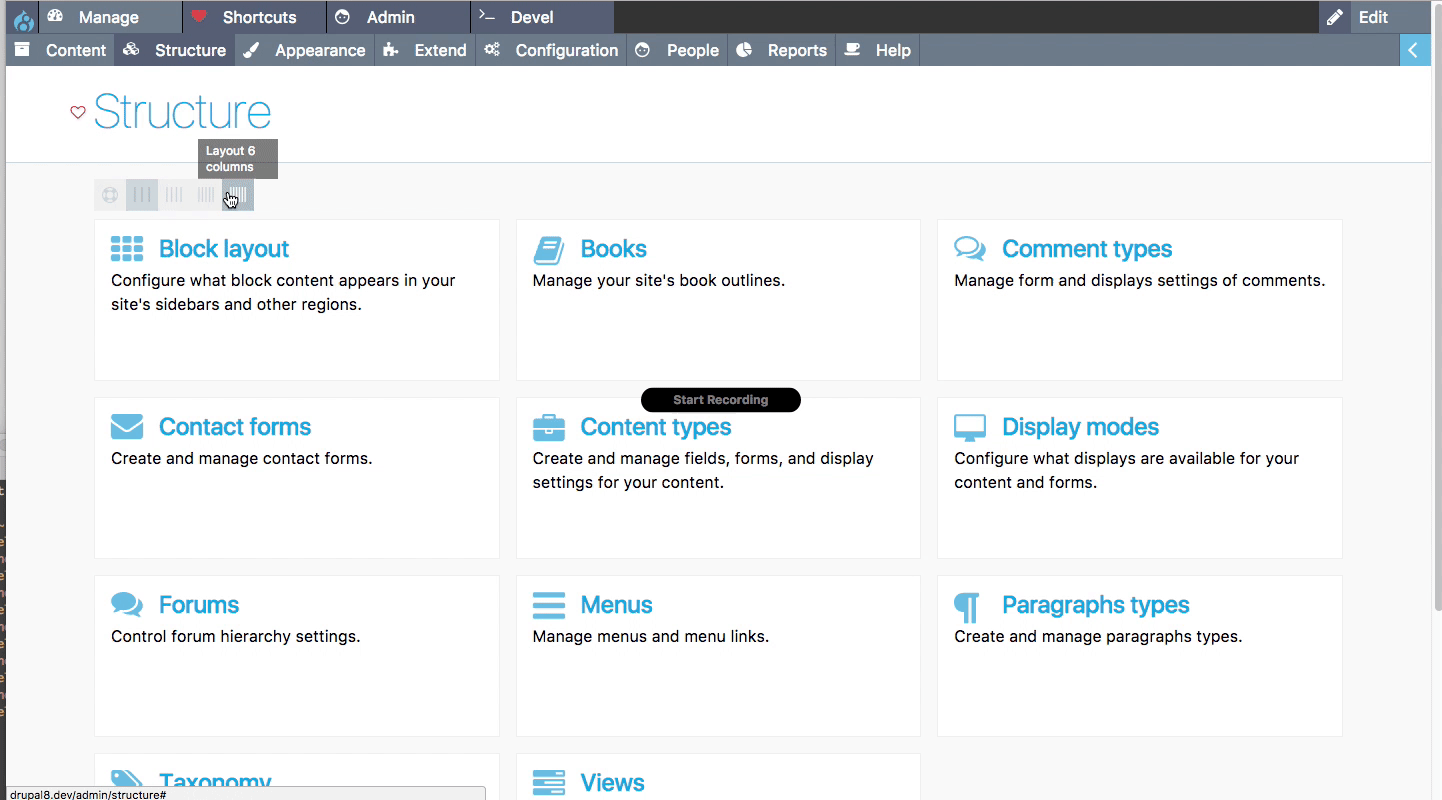 Manage Shortcuts Admin Devel Edit
Content Structure Appearance Extend Configuration People Reports Help
Structure
Layout 6
columns
Block layout
Configure what block content appears in your
site's sidebars and other regions.
Books
Manage your site's book outlines.
Comment types
Manage form and displays settings of comments.
Start Recording
Contact forms
Create and manage contact forms.
Content types
Create and manage fields, forms, and display
settings for your content.
Display modes
Configure what displays are available for your
content and forms.
Forums
Control forum hierarchy settings.
Menus
Manage menus and menu links.
Paragraphs types
Create and manage paragraphs types.
Taxonomy
Views
drupal8.dev/admin/structure#